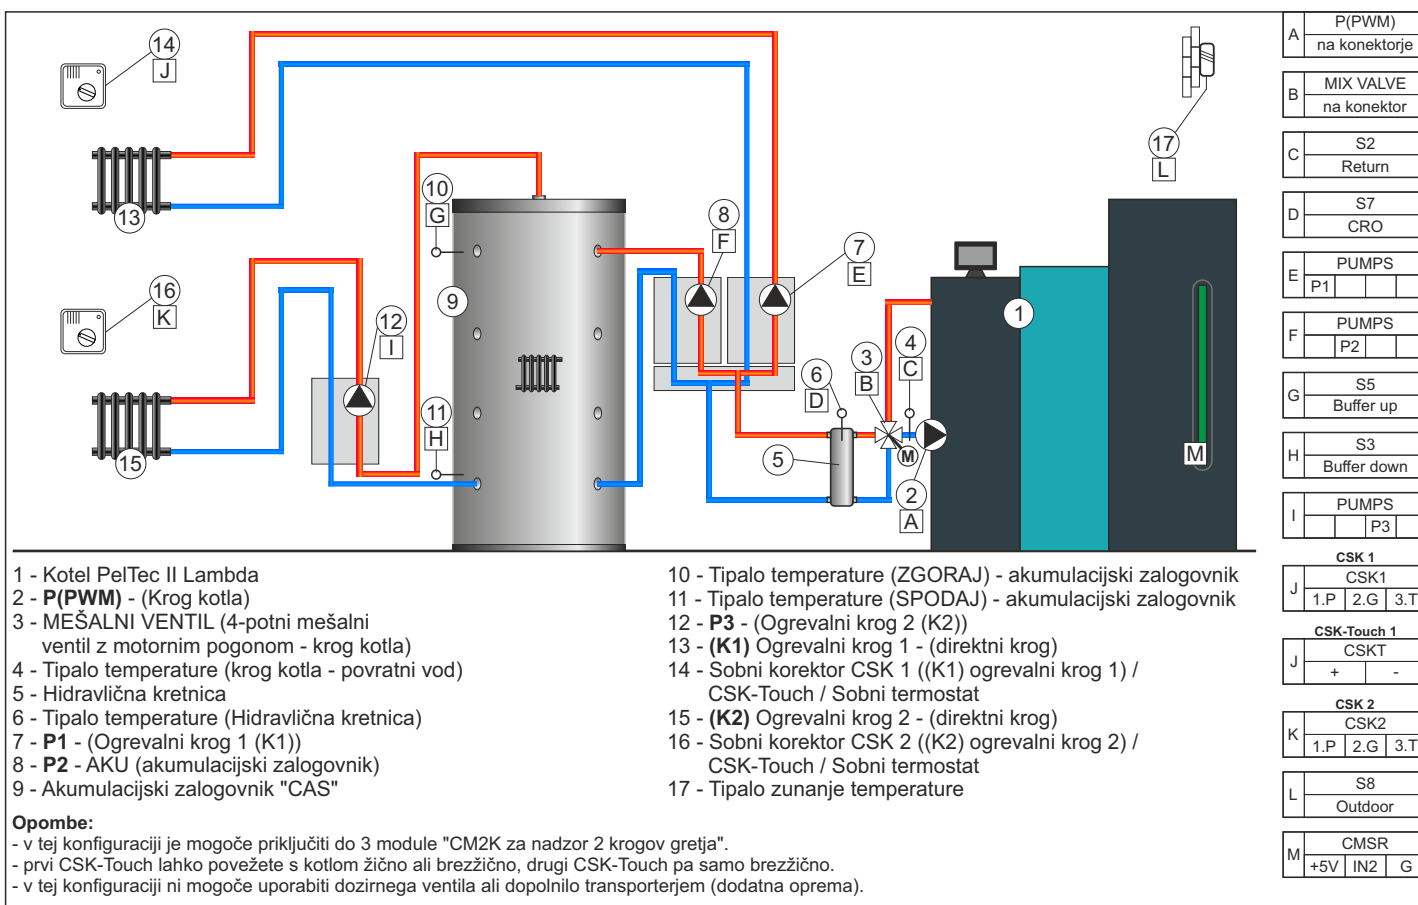 14
J
13
16
K
15
12
I
10
G
9
11
H
8
F
7
E
6
D
5
3
B
4
C
M
2
A
1
17
L
M
A
P(PWM)
na konektorje
B
MIX VALVE
na konektor
C
S2
Return
D
S7
CRO
E
PUMPS
P1
F
PUMPS
P2
G
S5
Buffer up
H
S3
Buffer down
I
PUMPS
P3
CSK 1
J
CSK1
1.P 2.G 3.T
CSK-Touch 1
J
CSKT
+ -
CSK 2
K
CSK2
1.P 2.G 3.T
L
S8
Outdoor
M
CMSR
+5V IN2 G
1 - Kotel PelTec II Lambda
2 - P(PWM) - (Krog kotla)
3 - MEŠALNI VENTIL (4-potni mešalni
ventil z motornim pogonom - krog kotla)
4 - Tipalo temperature (krog kotla - povratni vod)
5 - Hidravlična kretnica
6 - Tipalo temperature (Hidravlična kretnica)
7 - P1 - (Ogrevalni krog 1 (K1))
8 - P2 - AKU (akumulacijski zalogovnik)
9 - Akumulacijski zalogovnik "CAS"
10 - Tipalo temperature (ZGORAJ) - akumulacijski zalogovnik
11 - Tipalo temperature (SPODAJ) - akumulacijski zalogovnik
12 - P3 - (Ogrevalni krog 2 (K2))
13 - (K1) Ogrevalni krog 1 - (direktni krog)
14 - Sobni korektor CSK 1 ((K1) ogrevalni krog 1) /
CSK-Touch / Sobni termostat
15 - (K2) Ogrevalni krog 2 - (direktni krog)
16 - Sobni korektor CSK 2 ((K2) ogrevalni krog 2) /
CSK-Touch / Sobni termostat
17 - Tipalo zunanje temperature
Opombe:
- v tej konfiguraciji je mogoče priključiti do 3 module "CM2K za nadzor 2 krogov gretja".
- prvi CSK-Touch lahko povežete s kotlom žično ali brezžično, drugi CSK-Touch pa samo brezžično.
- v tej konfiguraciji ni mogoče uporabiti dozirnega ventila ali dopolnilo transporterjem (dodatna oprema).